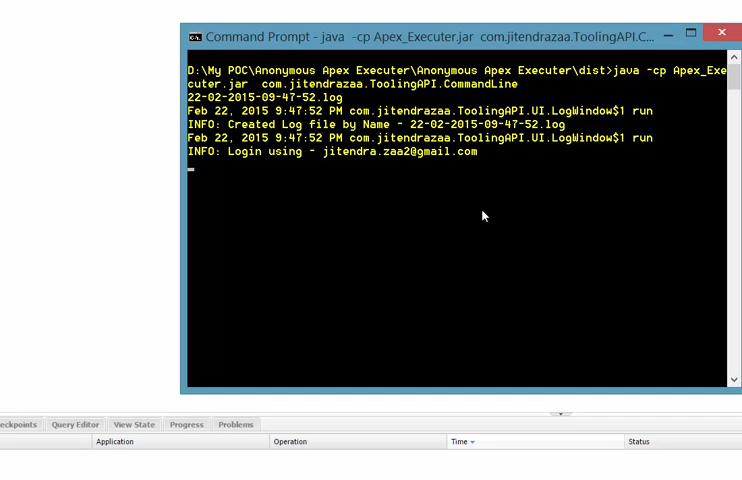 Command Prompt - java -cp Apex_Executer.jar com.jitendrazaa.ToolingAPI.C...
D:\My POC\Anonymous Apex Executer\Anonymous Apex Executer\dist>java -cp Apex_Exe
cuter.jar com.jitendrazaa.ToolingAPI.CommandLine
22-02-2015-09-47-52.log
Feb 22, 2015 9:47:52 PM com.jitendrazaa.ToolingAPI.UI.LogWindow$1 run
INFO: Created Log file by Name - 22-02-2015-09-47-52.log
Feb 22, 2015 9:47:52 PM com.jitendrazaa.ToolingAPI.UI.LogWindow$1 run
INFO: Login using - jitendra.zaa2@gmail.com
eckpoints Query Editor View State Progress Problems
Application Operation Time Status